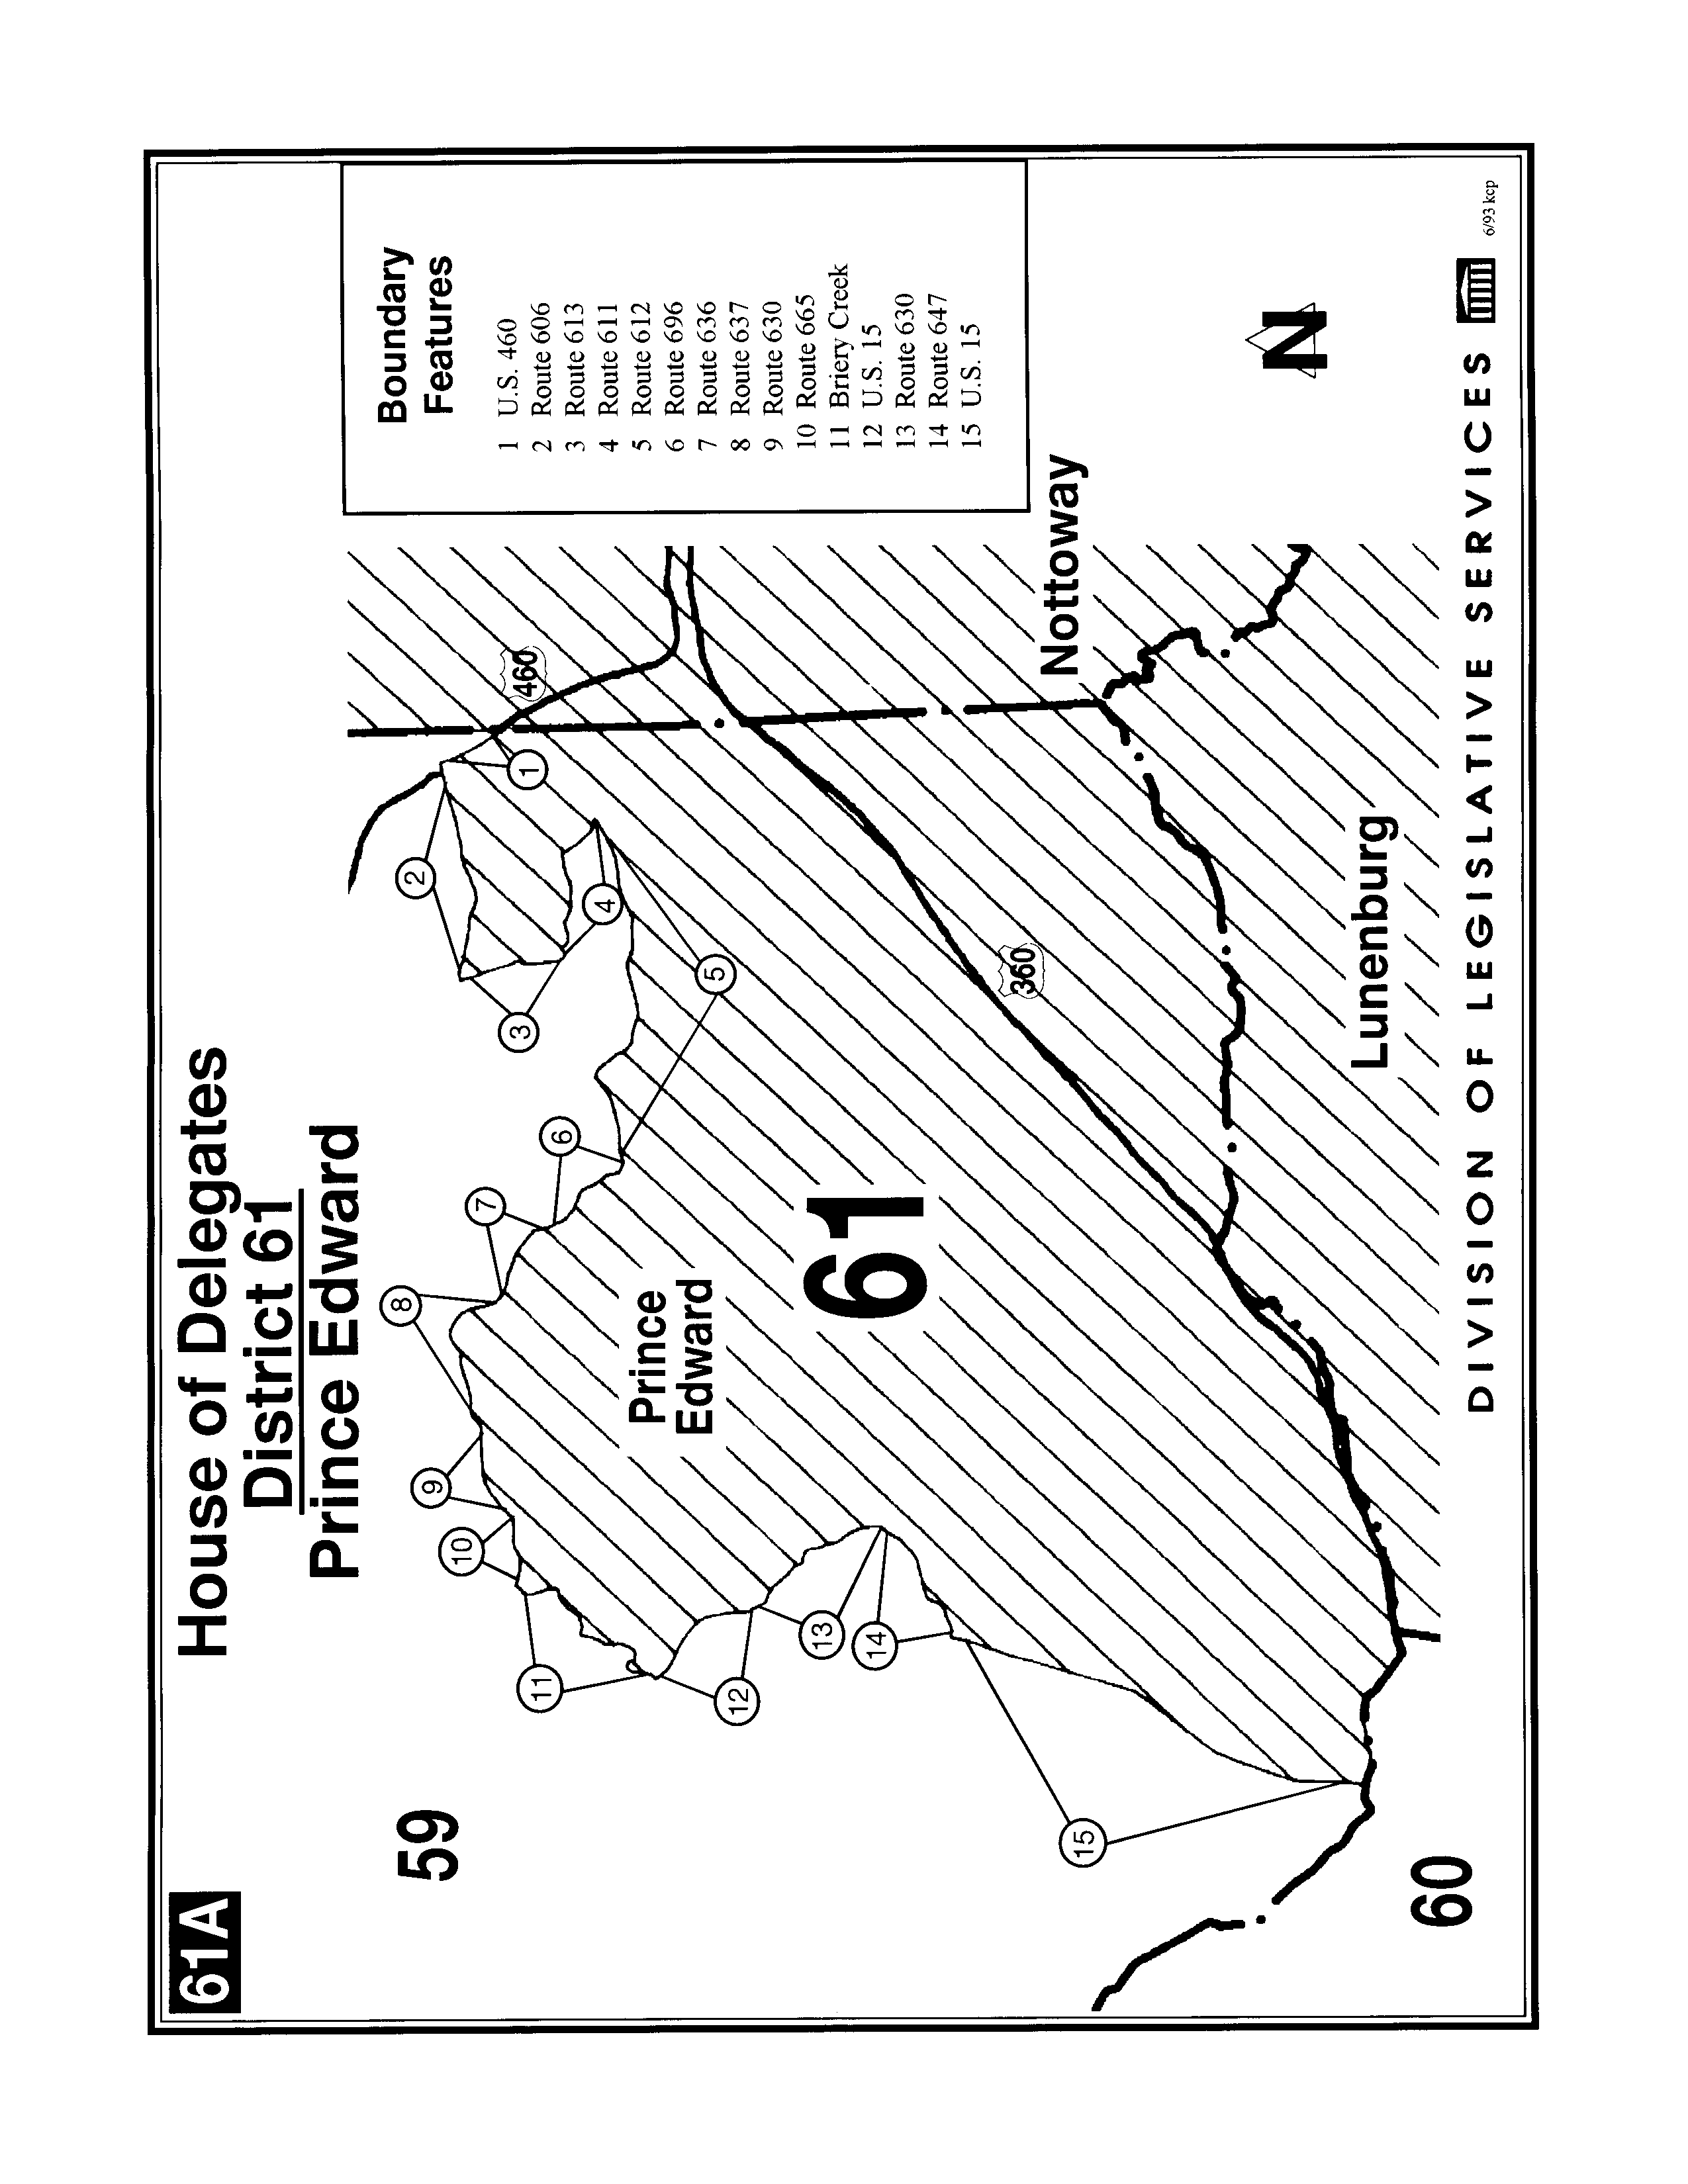 61A
House of Delegates
District 61
Prince Edward
Boundary
Features
1 U.S. 460
2 Route 606
3 Route 613
4 Route 611
5 Route 612
6 Route 696
7 Route 636
8 Route 637
9 Route 630
10 Route 665
11 Briery Creek
12 U.S. 15
13 Route 630
14 Route 647
15 U.S. 15
59
8
2
9
7
10
460
3
1
11
6
4
Prince
Edward
12
5
13
61
14
360
15
Nottoway
N
Lunenburg
60
DIVISION OF LEGISLATIVE SERVICES
6/93 kcp